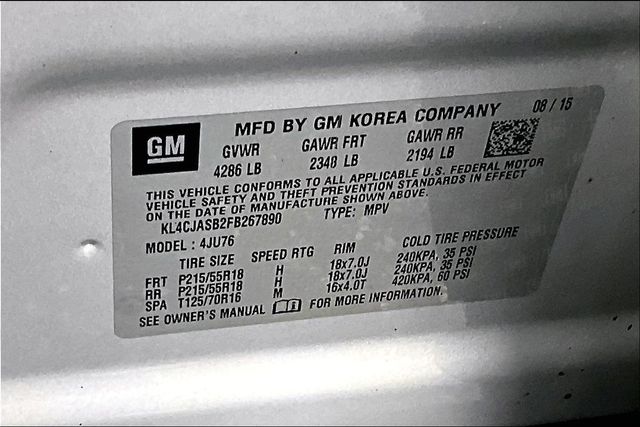 GM MFD BY GM KOREA COMPANY 08 / 15
GVWR GAWR FRT GAWR RR
4286 LB 2348 LB 2194 LB
THIS VEHICLE CONFORMS TO ALL APPLICABLE U.S. FEDERAL MOTOR
VEHICLE SAFETY AND THEFT PREVENTION STANDARDS IN EFFECT
ON THE DATE OF MANUFACTURE SHOWN ABOVE.
KL4CJASB2FB267890 TYPE: MPV
MODEL : 4JU76
TIRE SIZE SPEED RTG RIM COLD TIRE PRESSURE
FRT P215/55R18 H 18x7.0J 240KPA, 35 PSI
RR P215/55R18 H 18x7.0J 240KPA, 35 PSI
SPA T125/70R16 M 16x4.0T 420KPA, 60 PSI
SEE OWNER'S MANUAL FOR MORE INFORMATION.